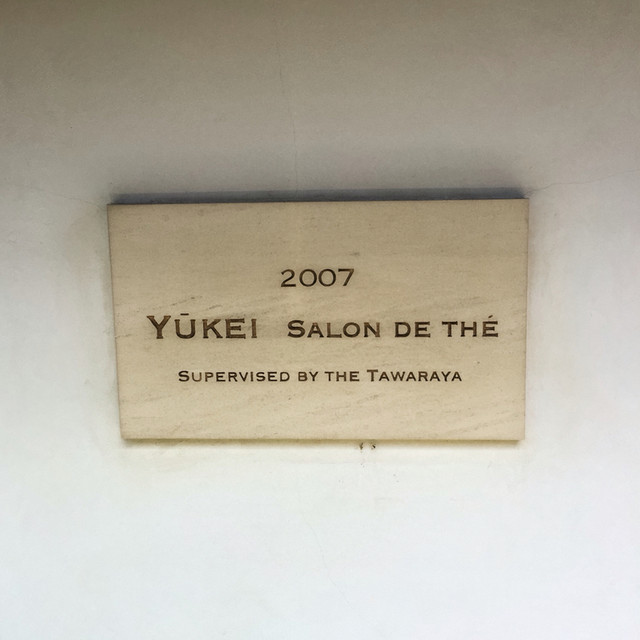 2007
YŪKEI SALON DE THÉ
SUPERVISED BY THE TAWARAYA